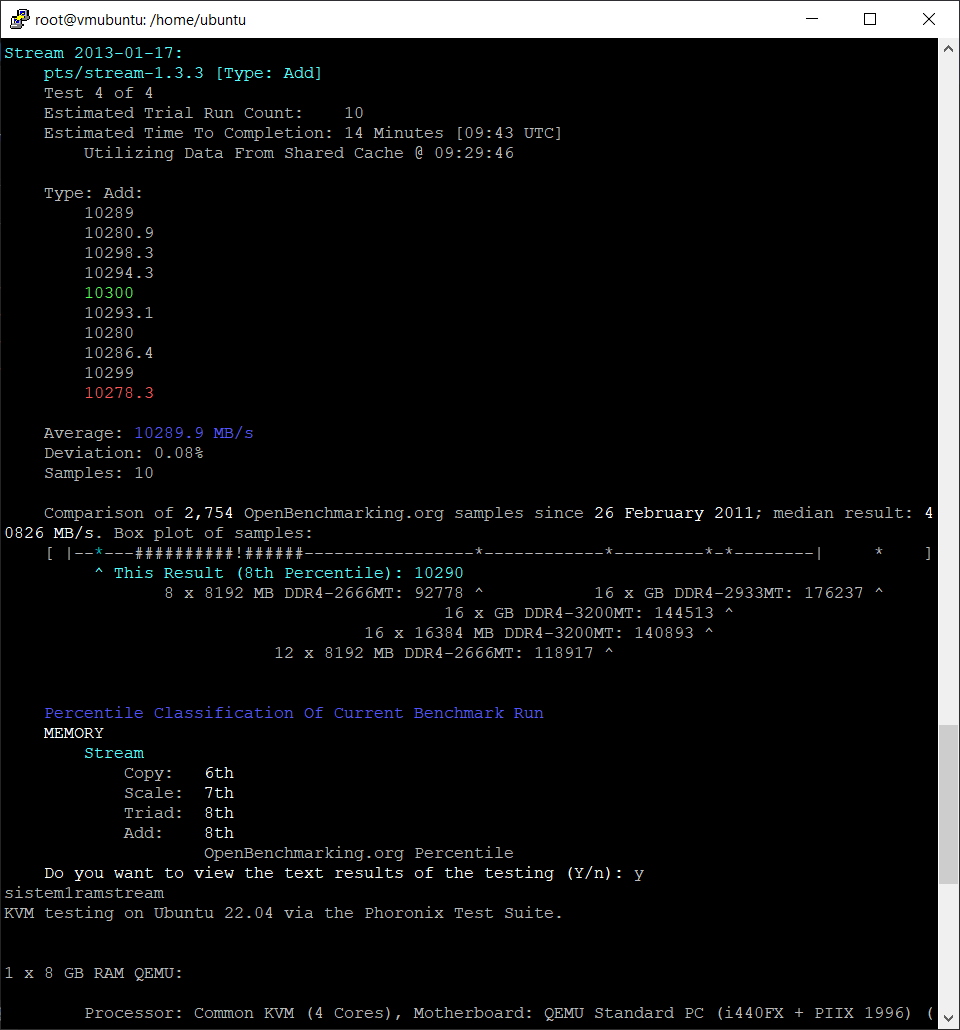 root@vmubuntu: /home/ubuntu
Stream 2013-01-17:
    pts/stream-1.3.3 [Type: Add]
    Test 4 of 4
    Estimated Trial Run Count:    10
    Estimated Time To Completion: 14 Minutes [09:43 UTC]
        Utilizing Data From Shared Cache @ 09:29:46
    Type: Add:
        10289
        10280.9
        10298.3
        10294.3
        10300
        10293.1
        10280
        10286.4
        10299
        10278.3
    Average: 10289.9 MB/s
    Deviation: 0.08%
    Samples: 10
    Comparison of 2,754 OpenBenchmarking.org samples since 26 February 2011; median result: 4
0826 MB/s. Box plot of samples:
    [ |--*---##########!######-----------------*------------*---------*-*--------|     *    ]
         ^ This Result (8th Percentile): 10290
                8 x 8192 MB DDR4-2666MT: 92778 ^           16 x GB DDR4-2933MT: 176237 ^
                                            16 x GB DDR4-3200MT: 144513 ^
                                    16 x 16384 MB DDR4-3200MT: 140893 ^
                           12 x 8192 MB DDR4-2666MT: 118917 ^
    Percentile Classification Of Current Benchmark Run
    MEMORY
        Stream
            Copy:   6th
            Scale:  7th
            Triad:  8th
            Add:    8th
                    OpenBenchmarking.org Percentile
    Do you want to view the text results of the testing (Y/n): y
sistem1ramstream
KVM testing on Ubuntu 22.04 via the Phoronix Test Suite.
1 x 8 GB RAM QEMU:
        Processor: Common KVM (4 Cores), Motherboard: QEMU Standard PC (i440FX + PIIX 1996) (